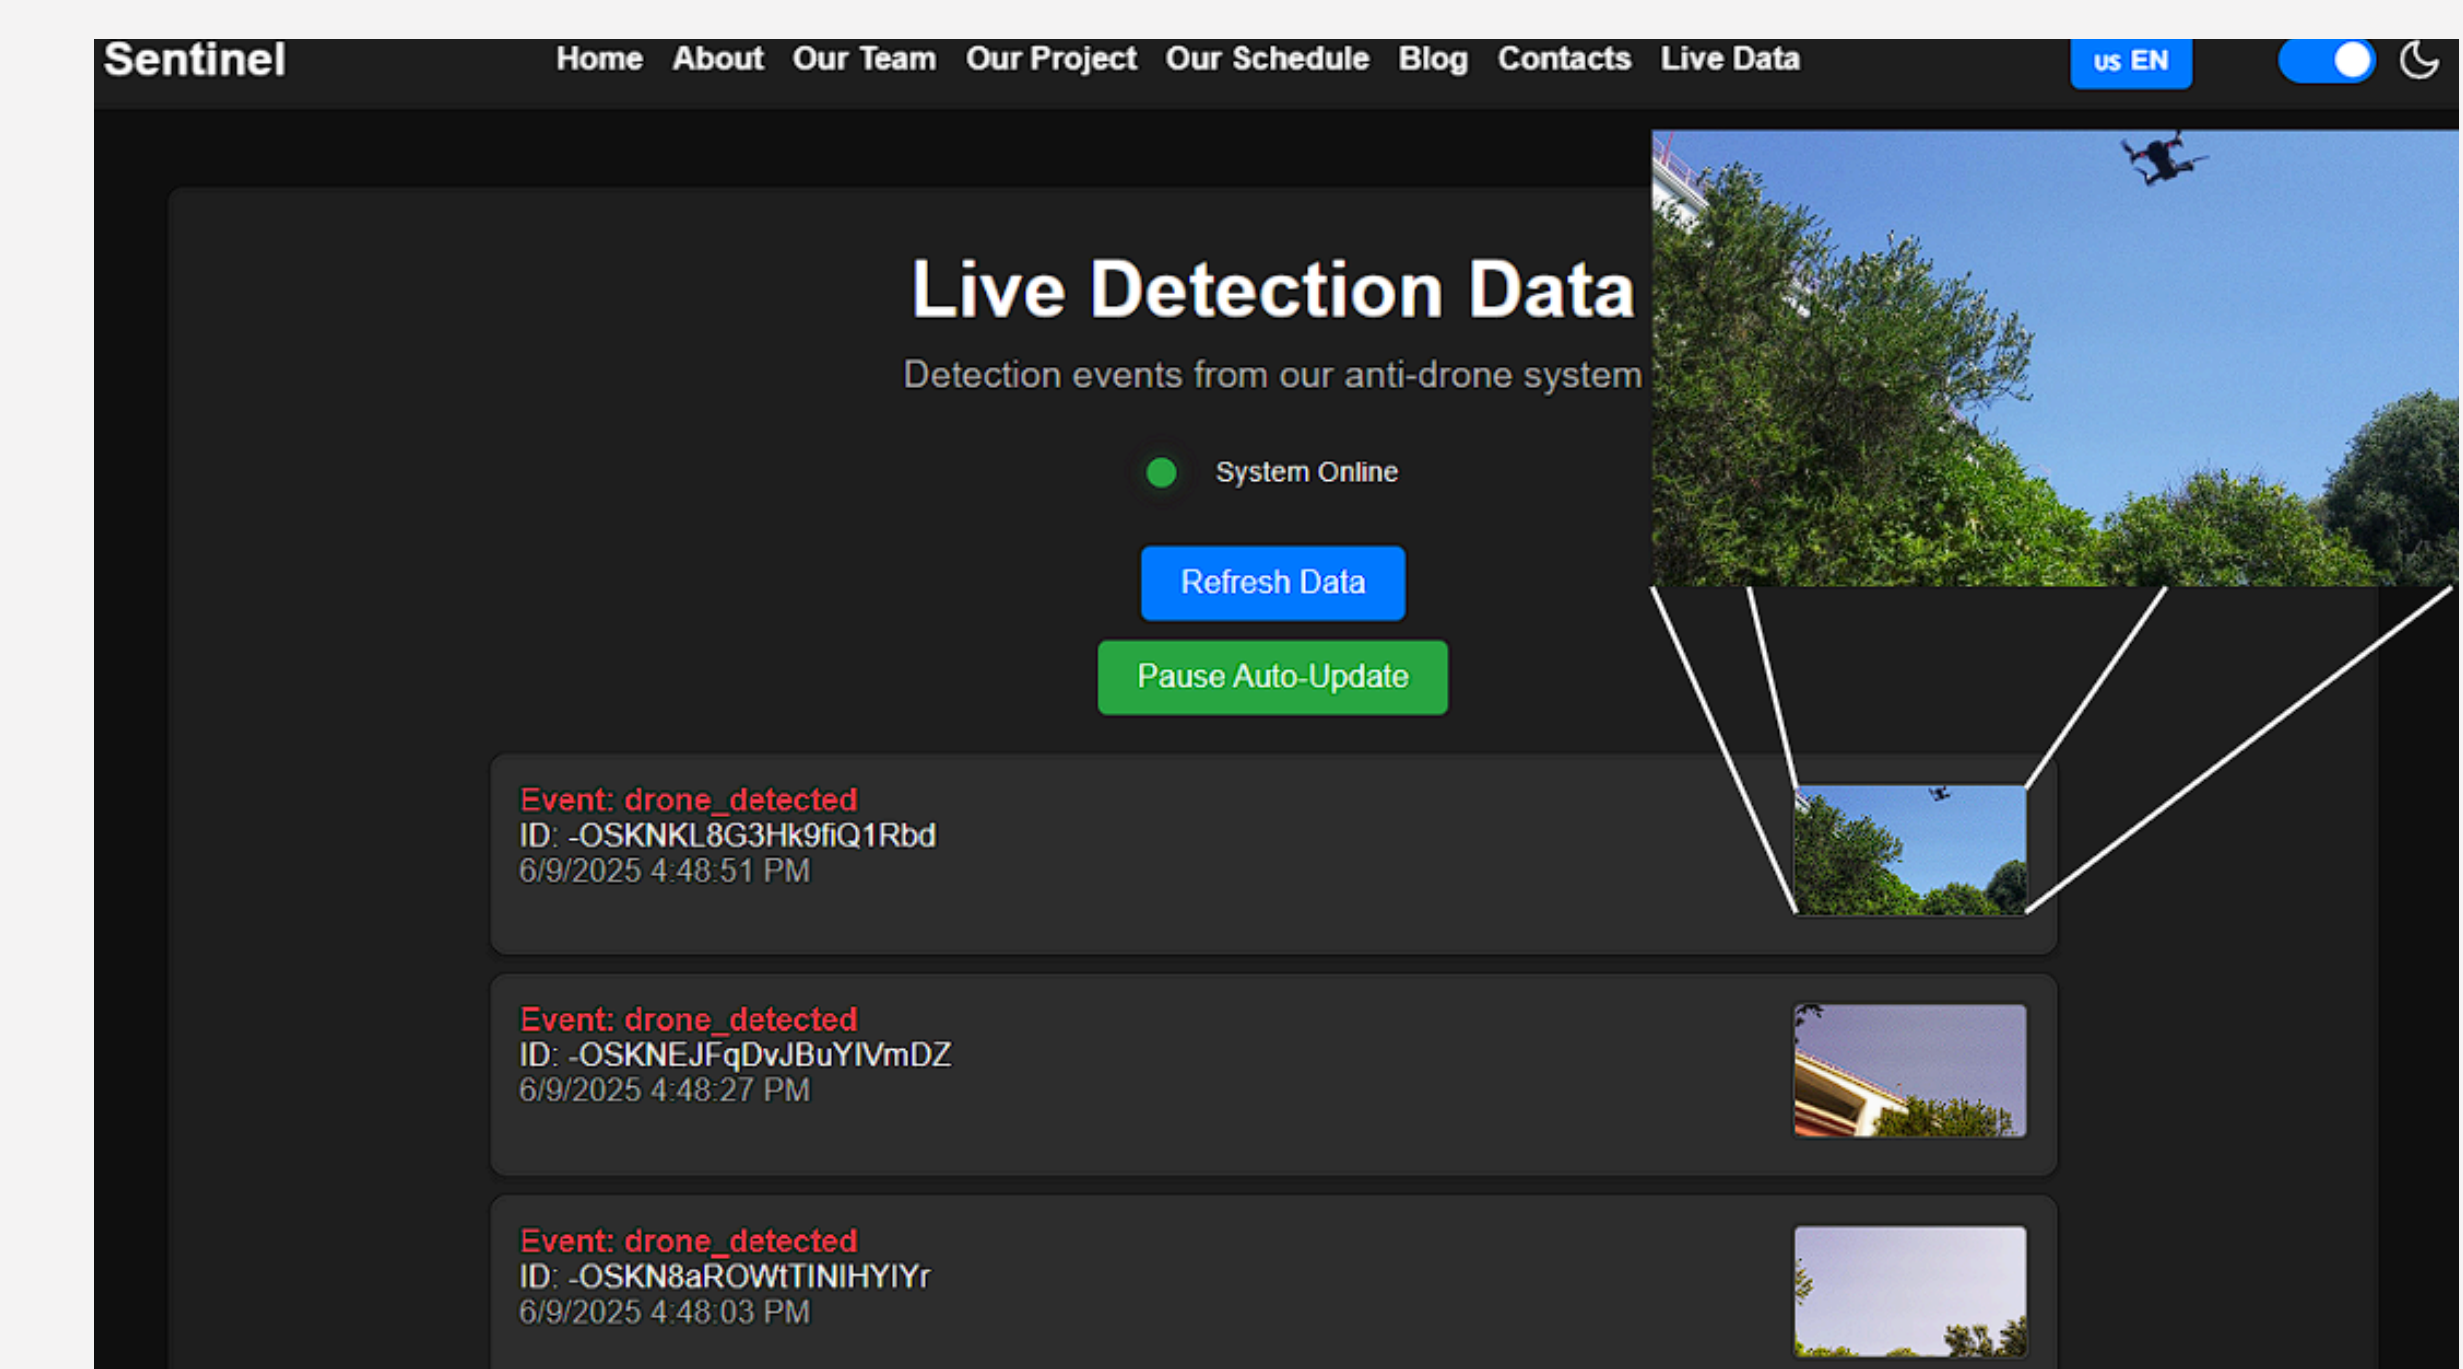 Sentinel
Home About Our Team Our Project Our Schedule Blog Contacts Live Data
us EN
Live Detection Data
Detection events from our anti-drone system
System Online
Refresh Data
Pause Auto-Update
Event: drone_detected
ID: -OSKNKL8G3Hk9fiQ1Rbd
6/9/2025 4:48:51 PM
Event: drone_detected
ID: -OSKNEJFqDvJBuYlVmDZ
6/9/2025 4:48:27 PM
Event: drone_detected
ID: -OSKN8aROWtTINIHYIYr
6/9/2025 4:48:03 PM